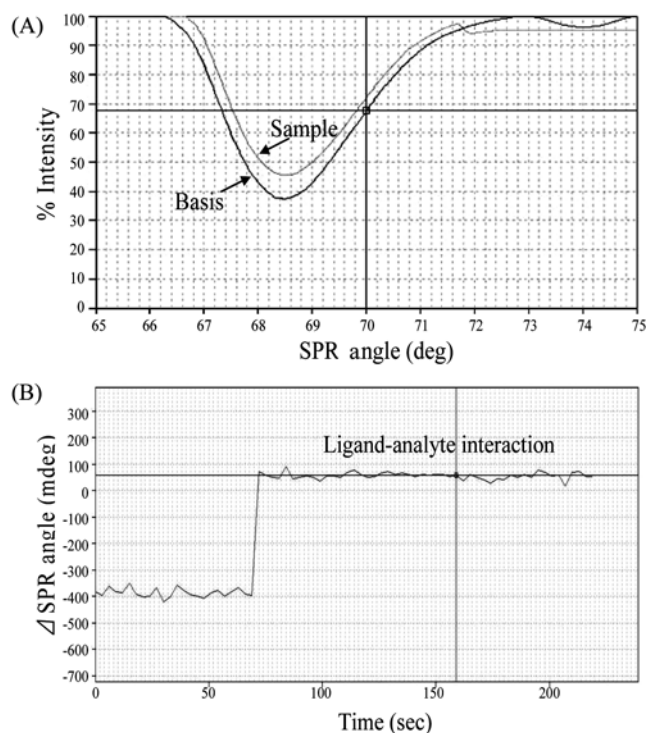 (A)
% Intensity
100
90
80
70
60
50
40
30
20
10
0
Sample
Basis
65 66 67 68 69 70 71 72 73 74 75
SPR angle (deg)
(B)
⊿ SPR angle (mdeg)
300
200
100
0
-100
-200
-300
-400
-500
-600
-700
Ligand-analyte interaction
0 50 100 150 200
Time (sec)